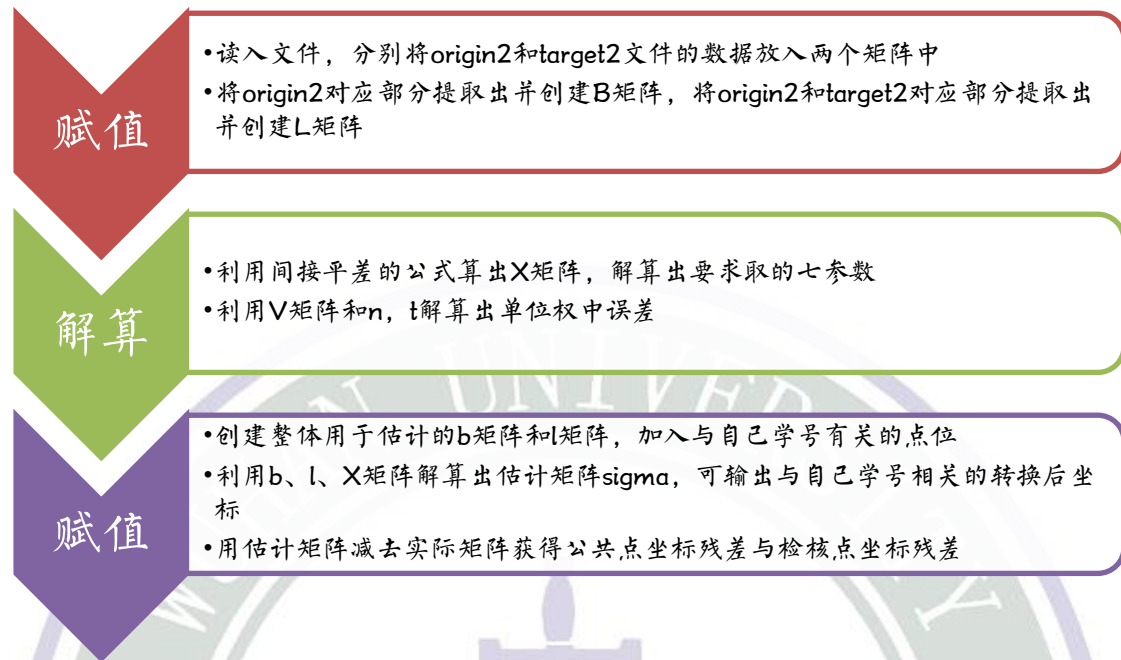 赋值
•读入文件，分别将origin2和target2文件的数据放入两个矩阵中
•将origin2对应部分提取出并创建B矩阵，将origin2和target2对应部分提取出
并创建L矩阵
解算
•利用间接平差的公式算出X矩阵，解算出要求取的七参数
•利用V矩阵和n，t解算出单位权中误差
赋值
•创建整体用于估计的b矩阵和l矩阵，加入与自己学号有关的点位
•利用b、l、X矩阵解算出估计矩阵sigma，可输出与自己学号相关的转换后坐
标
•用估计矩阵减去实际矩阵获得公共点坐标残差与检核点坐标残差
WUHAN UNIVERSITY